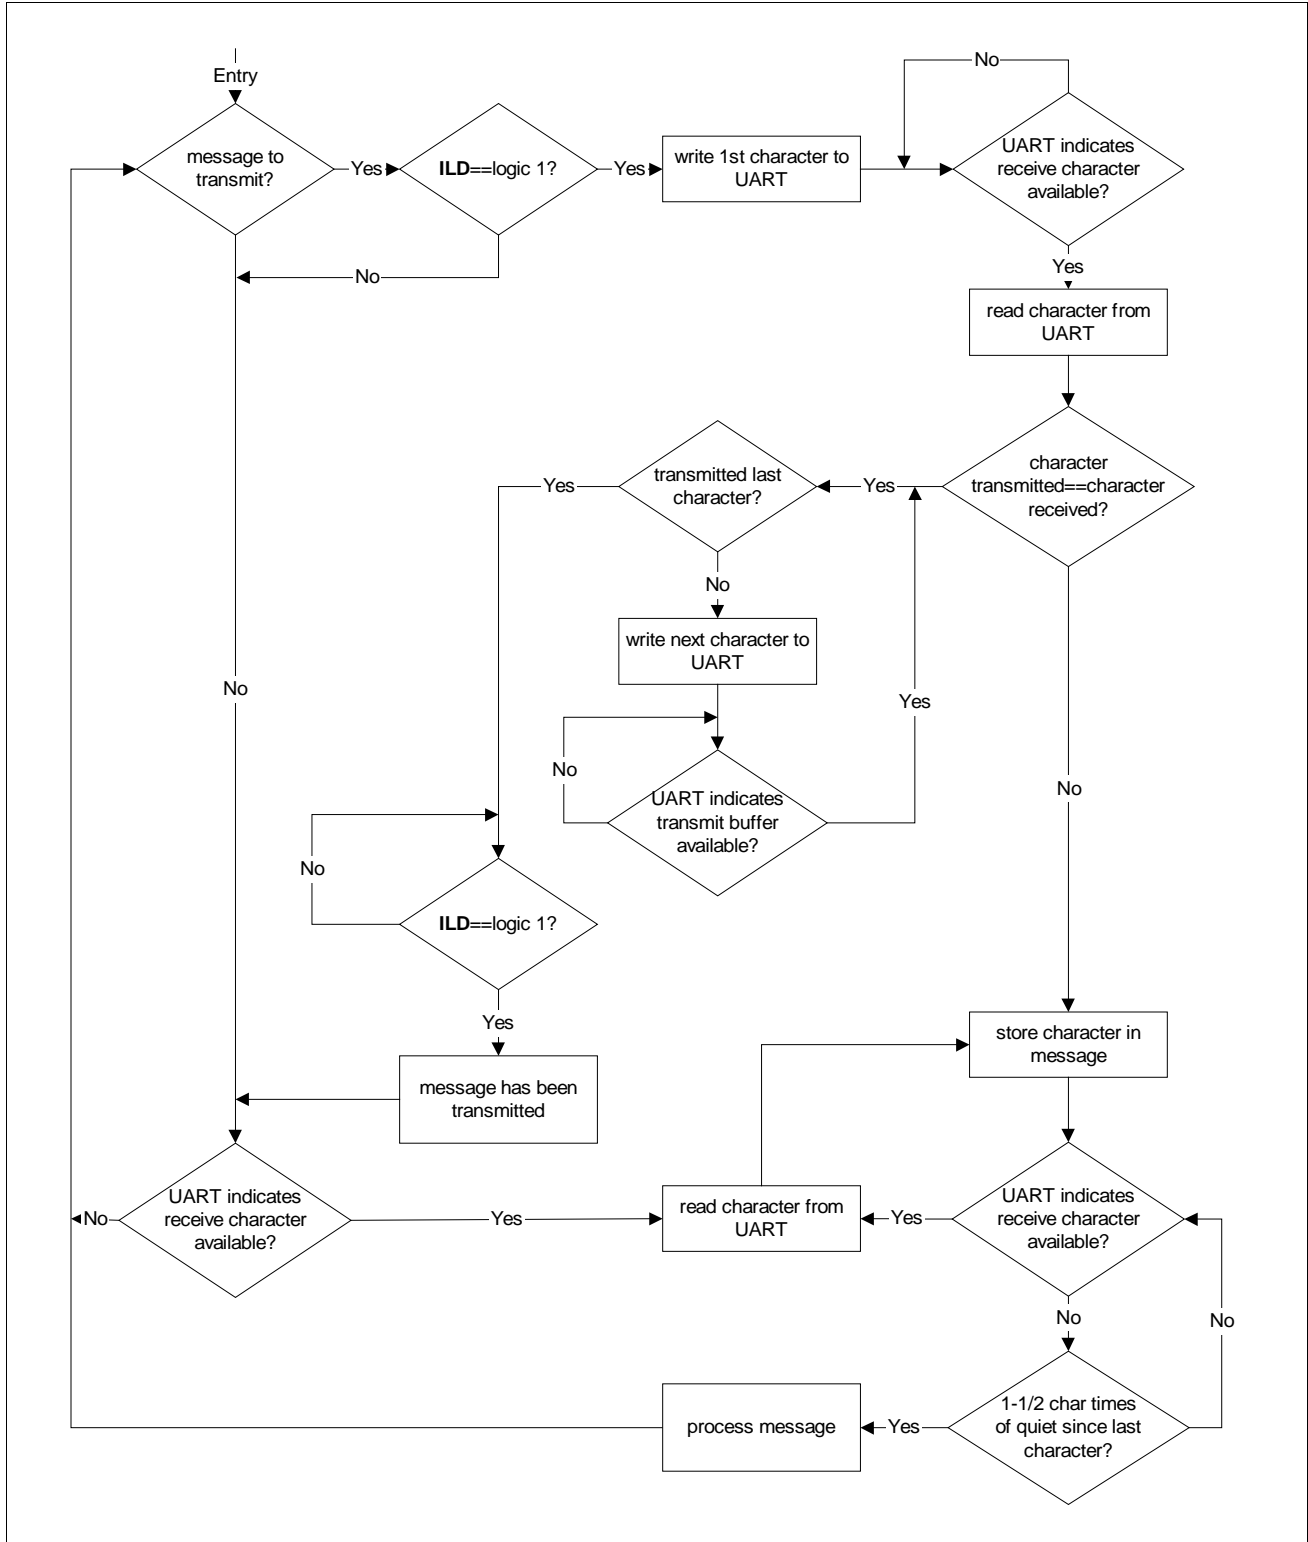 Entry
No
message to
transmit?
Yes
ILD==logic 1?
Yes
write 1st character to
UART
UART indicates
receive character
available?
No
Yes
read character from
UART
character
transmitted==character
received?
Yes
transmitted last
character?
Yes
No
write next character to
UART
No
Yes
No
UART indicates
transmit buffer
available?
No
No
ILD==logic 1?
Yes
store character in
message
message has been
transmitted
UART indicates
receive character
available?
No
Yes
read character from
UART
Yes
UART indicates
receive character
available?
No
No
process message
Yes
1-1/2 char times
of quiet since last
character?